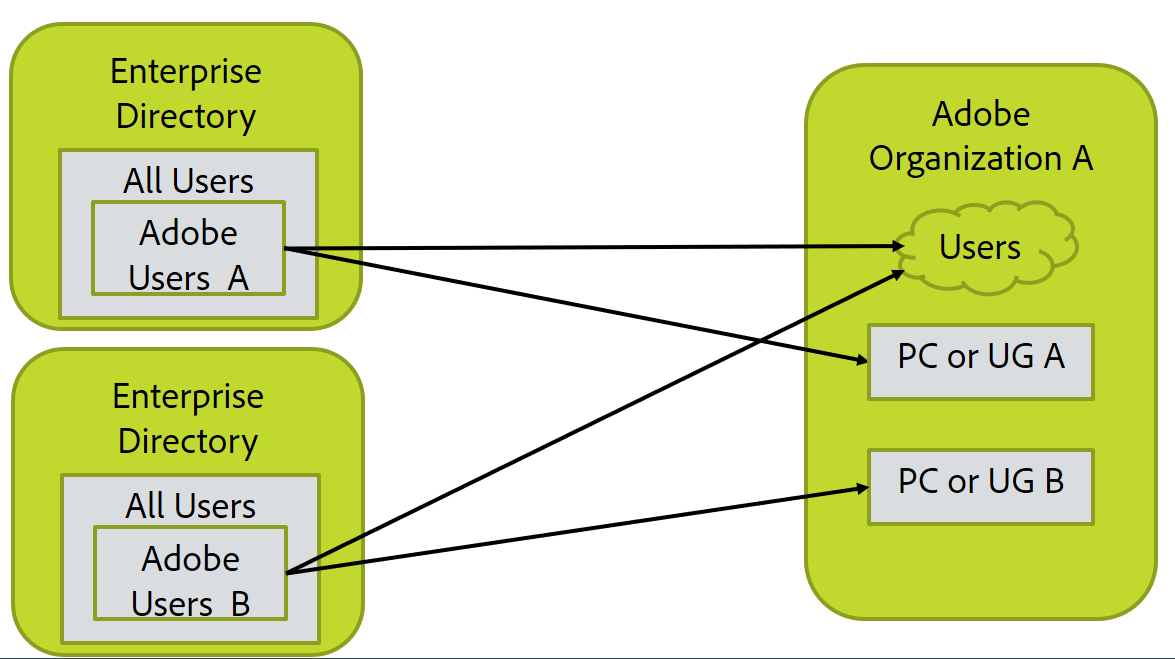 Enterprise
Directory
All Users
Adobe
Users A
Enterprise
Directory
All Users
Adobe
Users B
Adobe
Organization A
Users
PC or UG A
PC or UG B